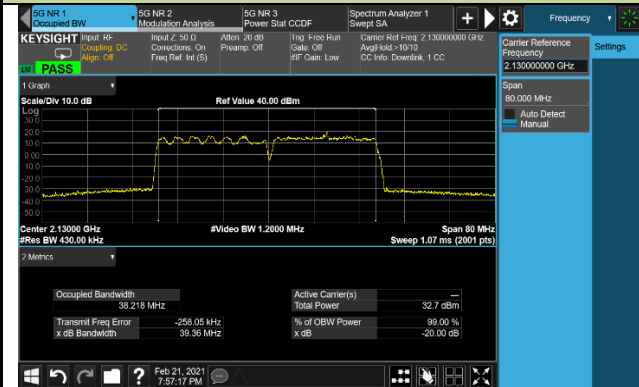 5G NR 1
Occupied BW
5G NR 2
Modulation Analysis
5G NR 3
Power Stat CCDF
Spectrum Analyzer 1
Swept SA
Frequency
KEYSIGHT
Input: RF
Coupling: DC
Align: Off
Input Z: 50 Ω
Corrections: On
Freq Ref: Int (S)
Atten: 20 dB
Preamp: Off
Trig: Free Run
Gate: Off
#IF Gain: Low
Carrier Ref Freq: 2.130000000 GHz
Avg|Hold:>10/10
CC Info: Downlink, 1 CC
PASS
Carrier Reference
Frequency
2.130000000 GHz
Settings
Span
80.000 MHz
Auto Detect
Manual
1 Graph
Scale/Div 10.0 dB
Ref Value 40.00 dBm
Log
30.0
20.0
10.0
0.00
-10.0
-20.0
-30.0
-40.0
-50.0
Center 2.13000 GHz
#Video BW 1.2000 MHz
Span 80 MHz
#Res BW 430.00 kHz
Sweep 1.07 ms (2001 pts)
2 Metrics
Occupied Bandwidth
38.218 MHz
Active Carrier(s)
---
Total Power
32.7 dBm
Transmit Freq Error
-258.05 kHz
% of OBW Power
99.00 %
x dB Bandwidth
39.36 MHz
x dB
-20.00 dB
?
Feb 21, 2021
7:57:17 PM